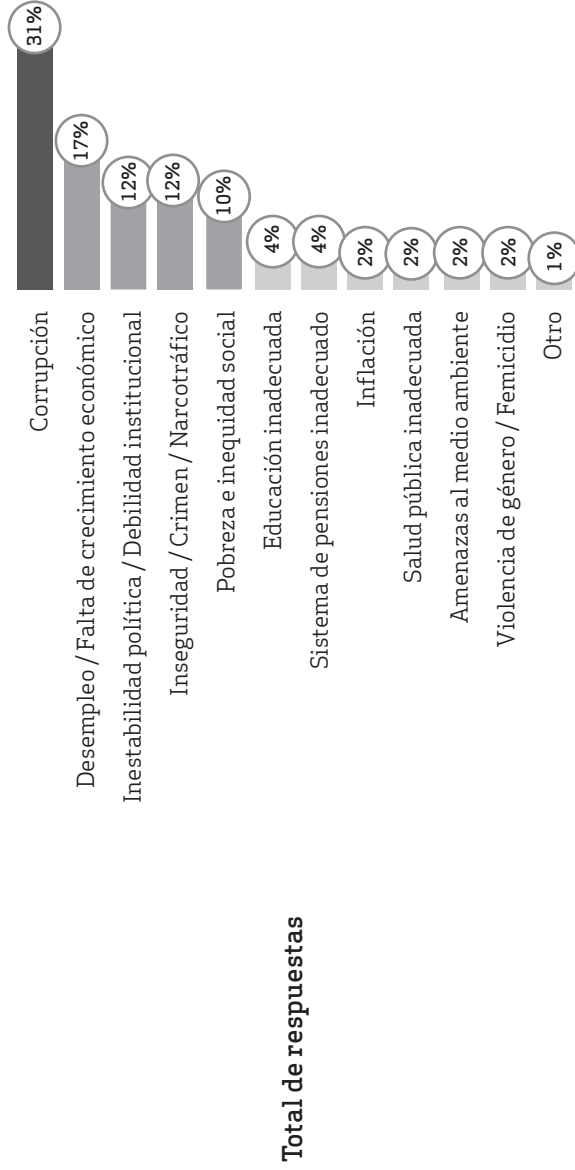 Total de respuestas
Corrupción 31%
Desempleo / Falta de crecimiento económico 17%
Inestabilidad política / Debilidad institucional 12%
Inseguridad / Crimen / Narcotráfico 12%
Pobreza e inequidad social 10%
Educación inadecuada 4%
Sistema de pensiones inadecuado 4%
Inflación 2%
Salud pública inadecuada 2%
Amenazas al medio ambiente 2%
Violencia de género / Femicidio 2%
Otro 1%